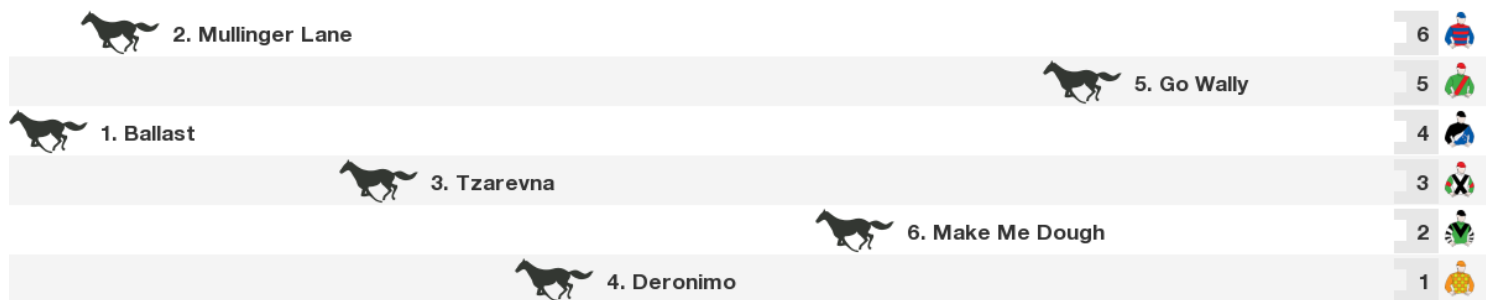 2. Mullinger Lane 6
5. Go Wally 5
1. Ballast 4
3. Tzarevna 3
6. Make Me Dough 2
4. Deronimo 1